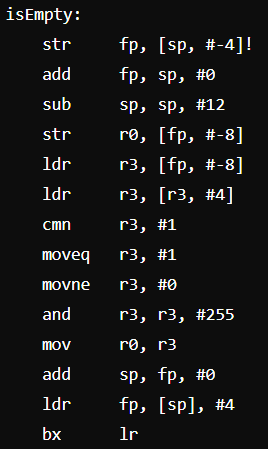 isEmpty:
str fp, [sp, #-4]!
add fp, sp, #0
sub sp, sp, #12
str r0, [fp, #-8]
ldr r3, [fp, #-8]
ldr r3, [r3, #4]
cmn r3, #1
moveq r3, #1
movne r3, #0
and r3, r3, #255
mov r0, r3
add sp, fp, #0
ldr fp, [sp], #4
bx lr